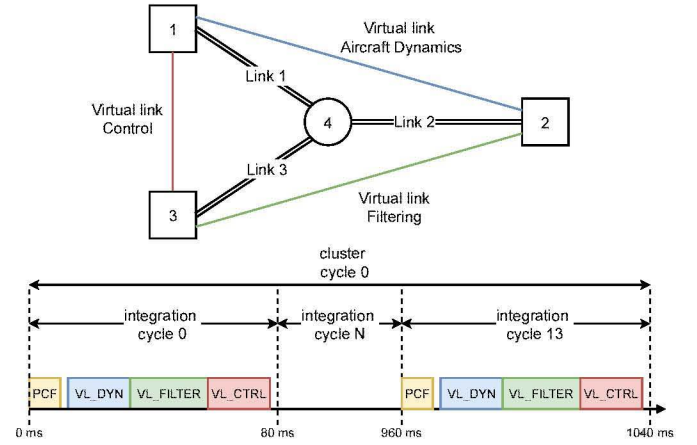 1
Virtual link
Aircraft Dynamics
Link 1
Virtual link
Control
4
Link 2
2
Link 3
3
Virtual link
Filtering
cluster
cycle 0
integration
cycle 0
integration
cycle N
integration
cycle 13
PCF
VL_DYN
VL_FILTER
VL_CTRL
PCF
VL_DYN
VL_FILTER
VL_CTRL
0 ms
80 ms
960 ms
1040 ms